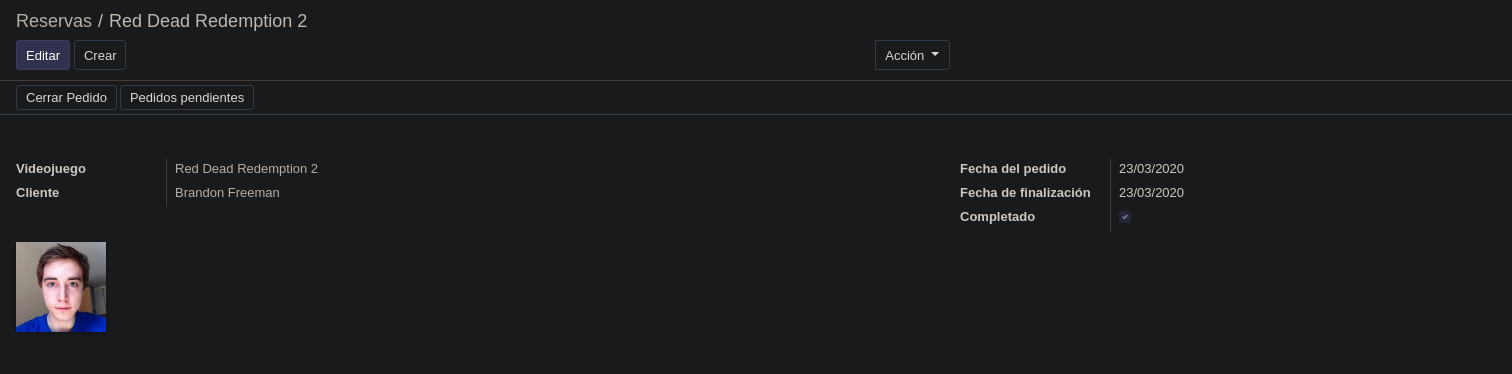 Reservas / Red Dead Redemption 2
Editar Crear Acción
Cerrar Pedido Pedidos pendientes
Videojuego Red Dead Redemption 2 Fecha del pedido 23/03/2020
Cliente Brandon Freeman Fecha de finalización 23/03/2020
Completado